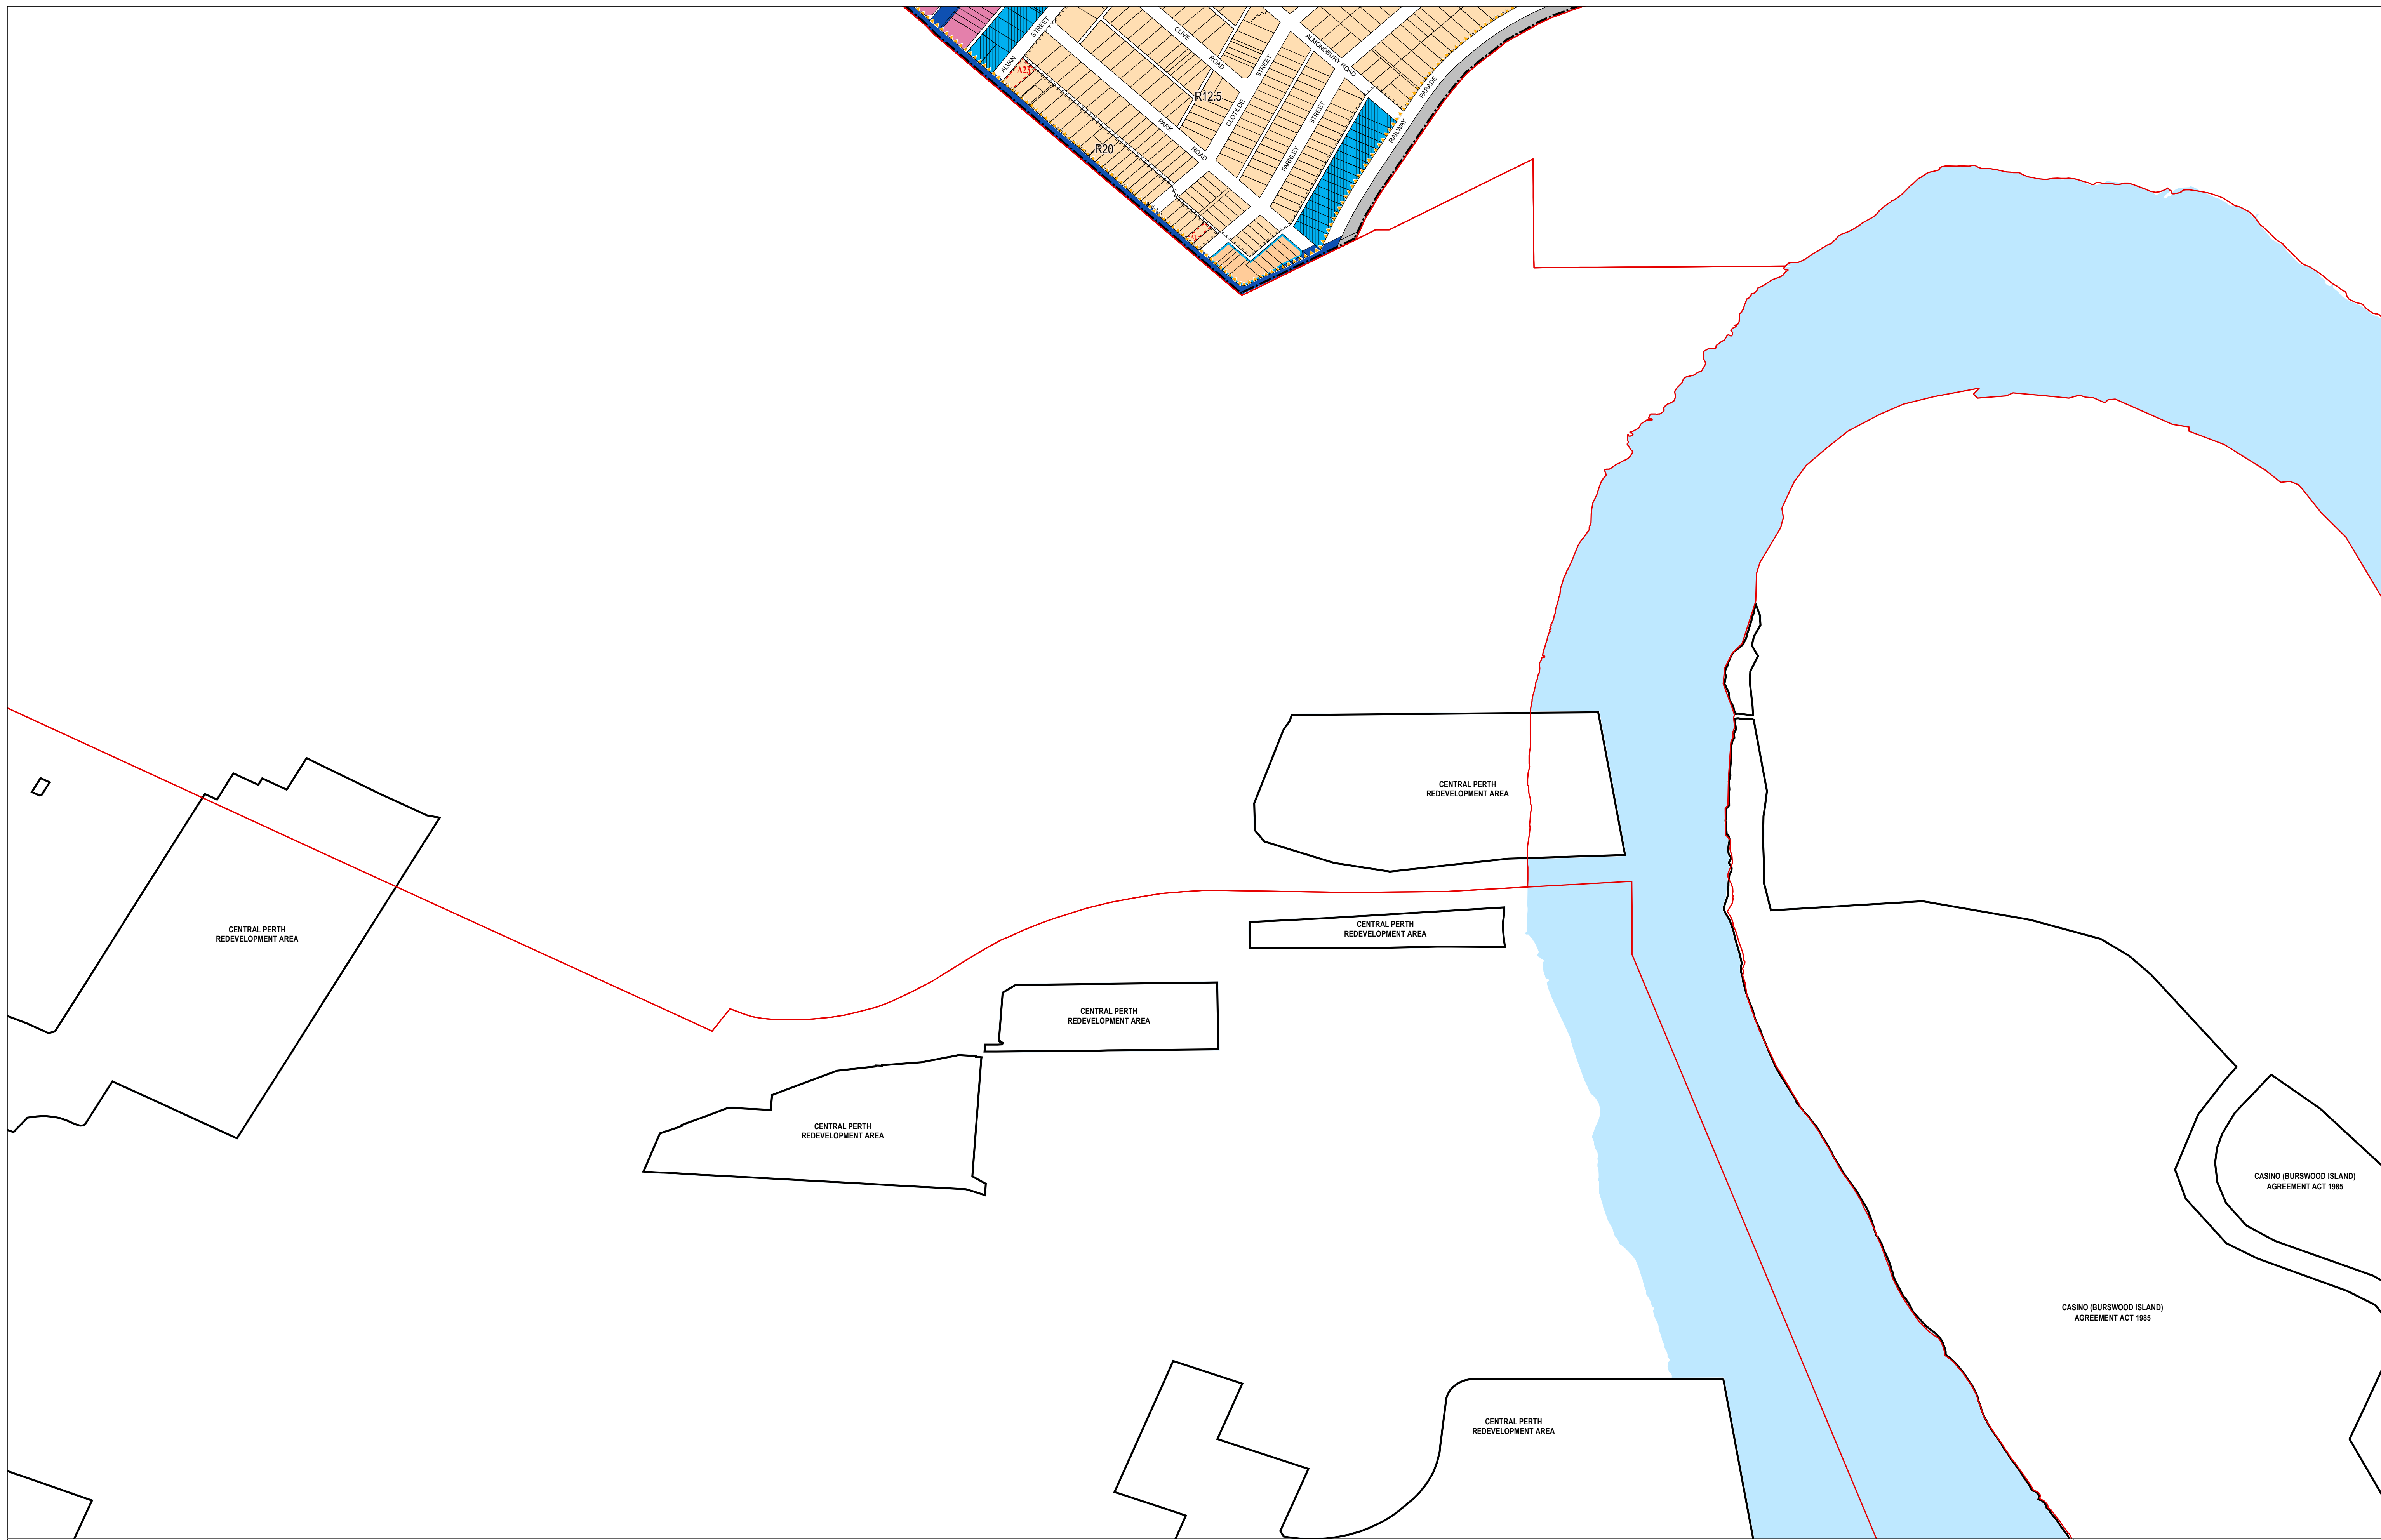 STREET
ALVAN
A23
CLIVE
ROAD
ALMONDBURY ROAD
STREET
CLOTILDE
R12.5
PARADE
RAILWAY
STREET
FARNLEY
PARK
ROAD
R20
CENTRAL PERTH
REDEVELOPMENT AREA
CENTRAL PERTH
REDEVELOPMENT AREA
CENTRAL PERTH
REDEVELOPMENT AREA
CENTRAL PERTH
REDEVELOPMENT AREA
CENTRAL PERTH
REDEVELOPMENT AREA
CASINO (BURSWOOD ISLAND)
AGREEMENT ACT 1985
CASINO (BURSWOOD ISLAND)
AGREEMENT ACT 1985
CENTRAL PERTH
REDEVELOPMENT AREA